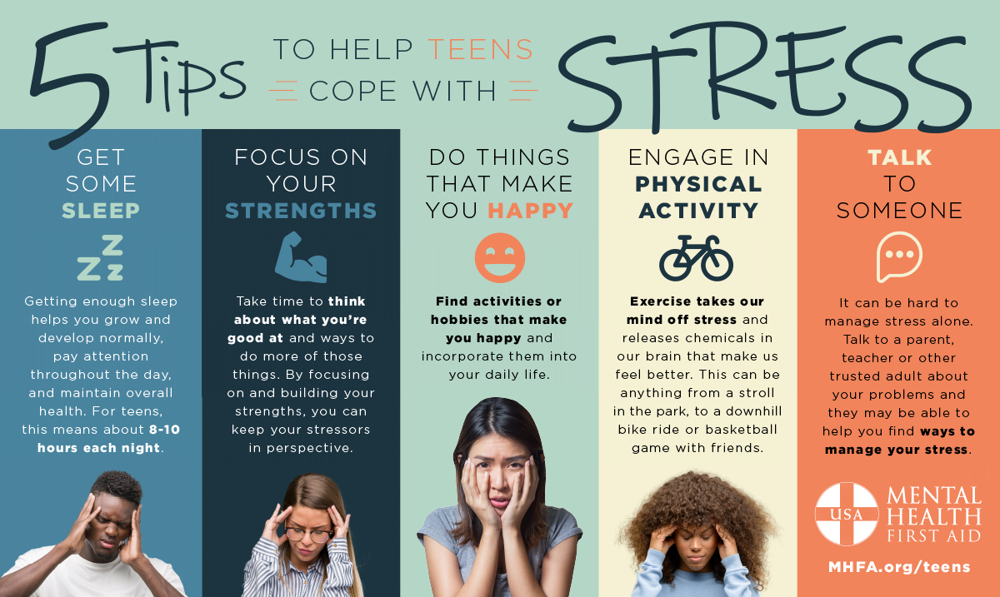 5 Tips
TO HELP TEENS
COPE WITH
STRESS
GET
SOME
SLEEP
Z Z Z
Getting enough sleep
helps you grow and
develop normally,
pay attention
throughout the day,
and maintain overall
health. For teens,
this means about 8-10
hours each night.
FOCUS ON
YOUR
STRENGTHS
Take time to think
about what you're
good at and ways to
do more of those
things. By focusing
on and building your
strengths, you can
keep your stressors
in perspective.
DO THINGS
THAT MAKE
YOU HAPPY
Find activities or
hobbies that make
you happy and
incorporate them into
your daily life.
ENGAGE IN
PHYSICAL
ACTIVITY
Exercise takes our
mind off stress and
releases chemicals in
our brain that make us
feel better. This can be
anything from a stroll
in the park, to a downhill
bike ride or basketball
game with friends.
TALK
TO
SOMEONE
It can be hard to
manage stress alone.
Talk to a parent,
teacher or other
trusted adult about
your problems and
they may be able to
help you find ways to
manage your stress.
USA
MENTAL
HEALTH
FIRST AID
MHFA.org/teens